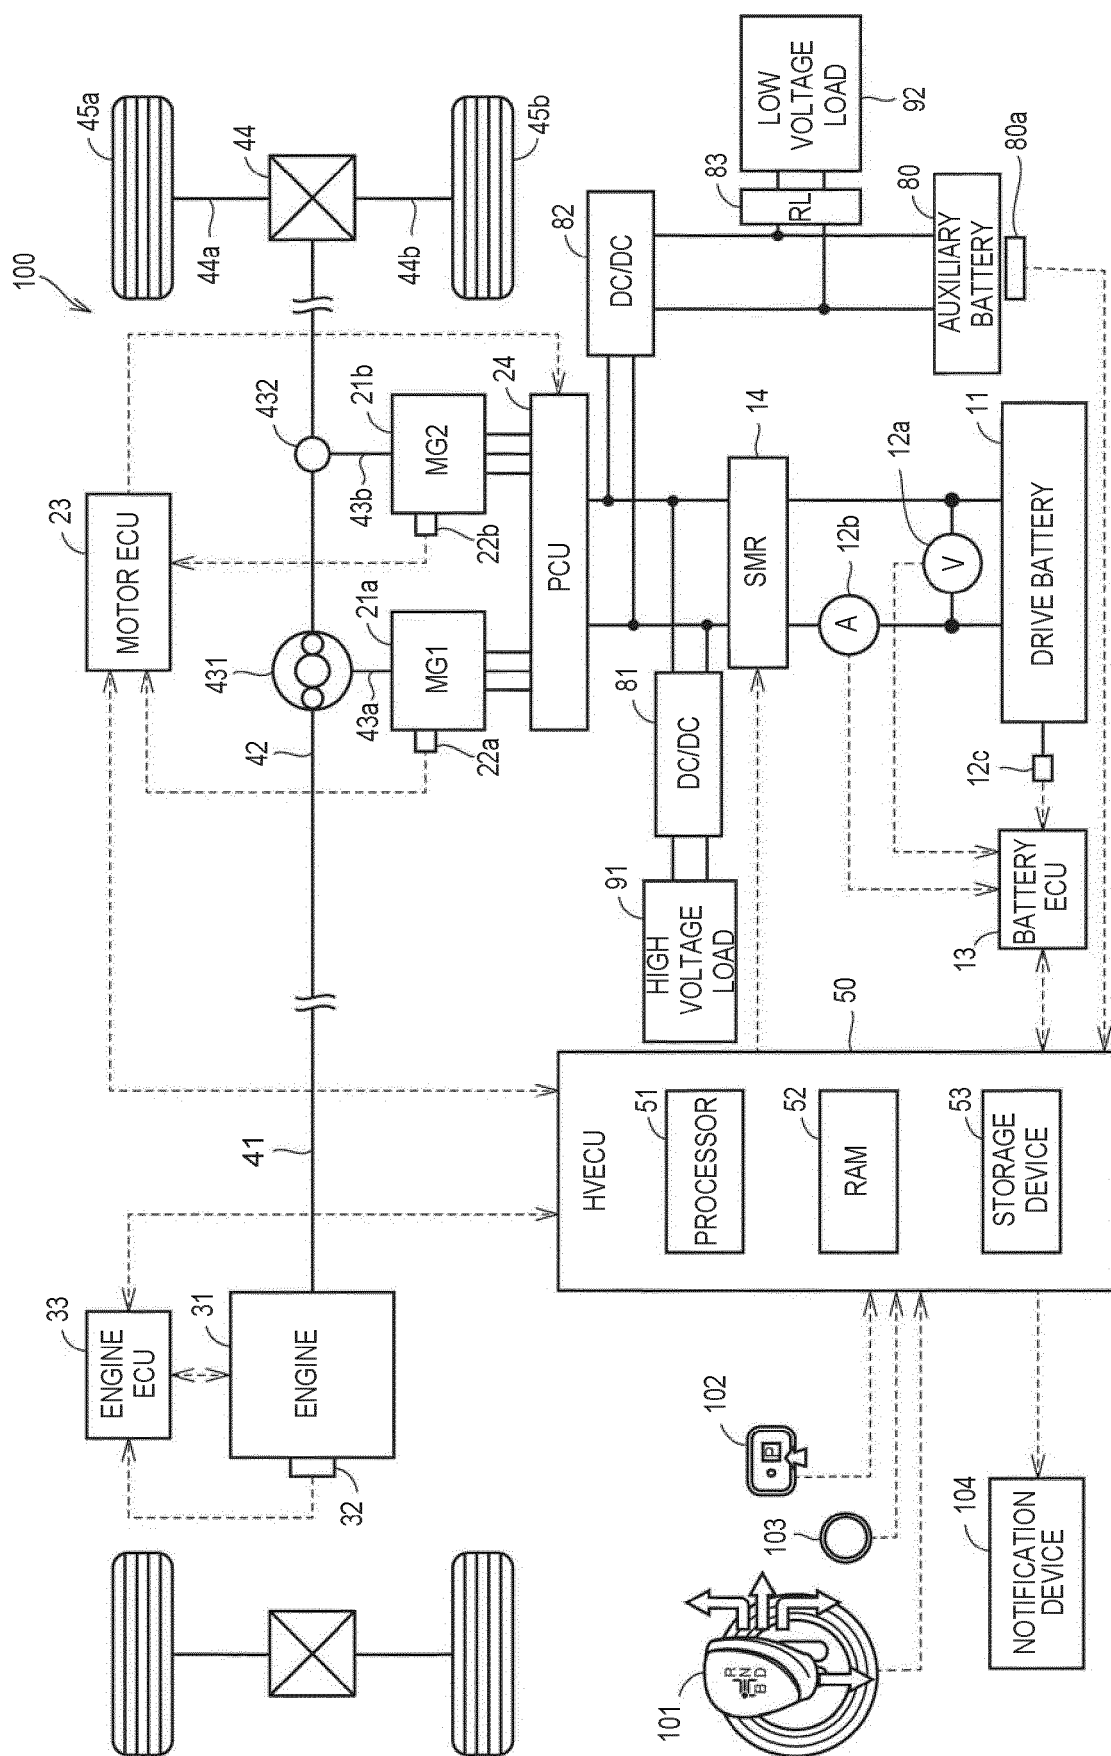 100
45a
44
44a
44b
45b
LOW
VOLTAGE
LOAD
92
83
RL
82
DC/DC
80
AUXILIARY
BATTERY
80a
23
MOTOR ECU
432
21b
MG2
43b
22b
24
PCU
431
21a
MG1
43a
22a
42
14
SMR
12b
A
12a
V
11
DRIVE BATTERY
12c
81
DC/DC
91
HIGH
VOLTAGE
LOAD
13
BATTERY
ECU
41
50
HVECU
51
PROCESSOR
52
RAM
53
STORAGE
DEVICE
33
ENGINE
ECU
31
ENGINE
32
102
P
103
101
R
N
B D
104
NOTIFICATION
DEVICE